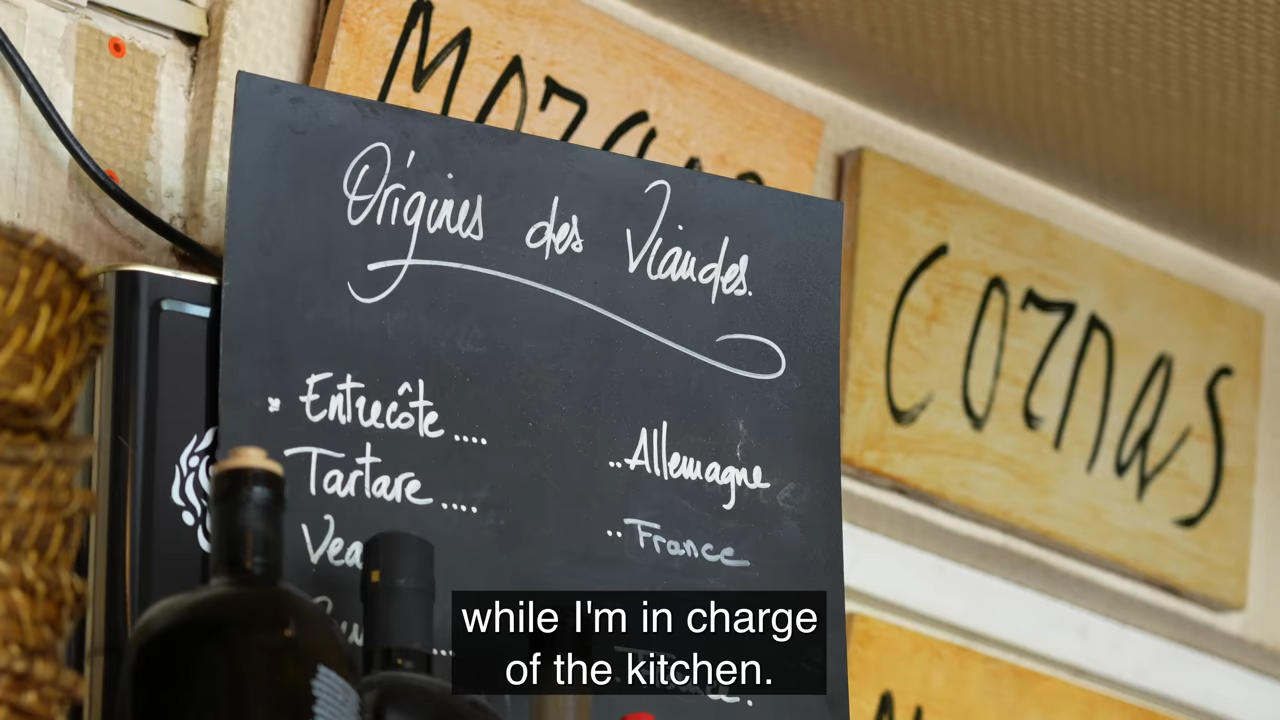 Origines des Viandes.
Entrecôte .... ..Allemagne
Tartare .... ..France
CORNAS
while I'm in charge
of the kitchen.